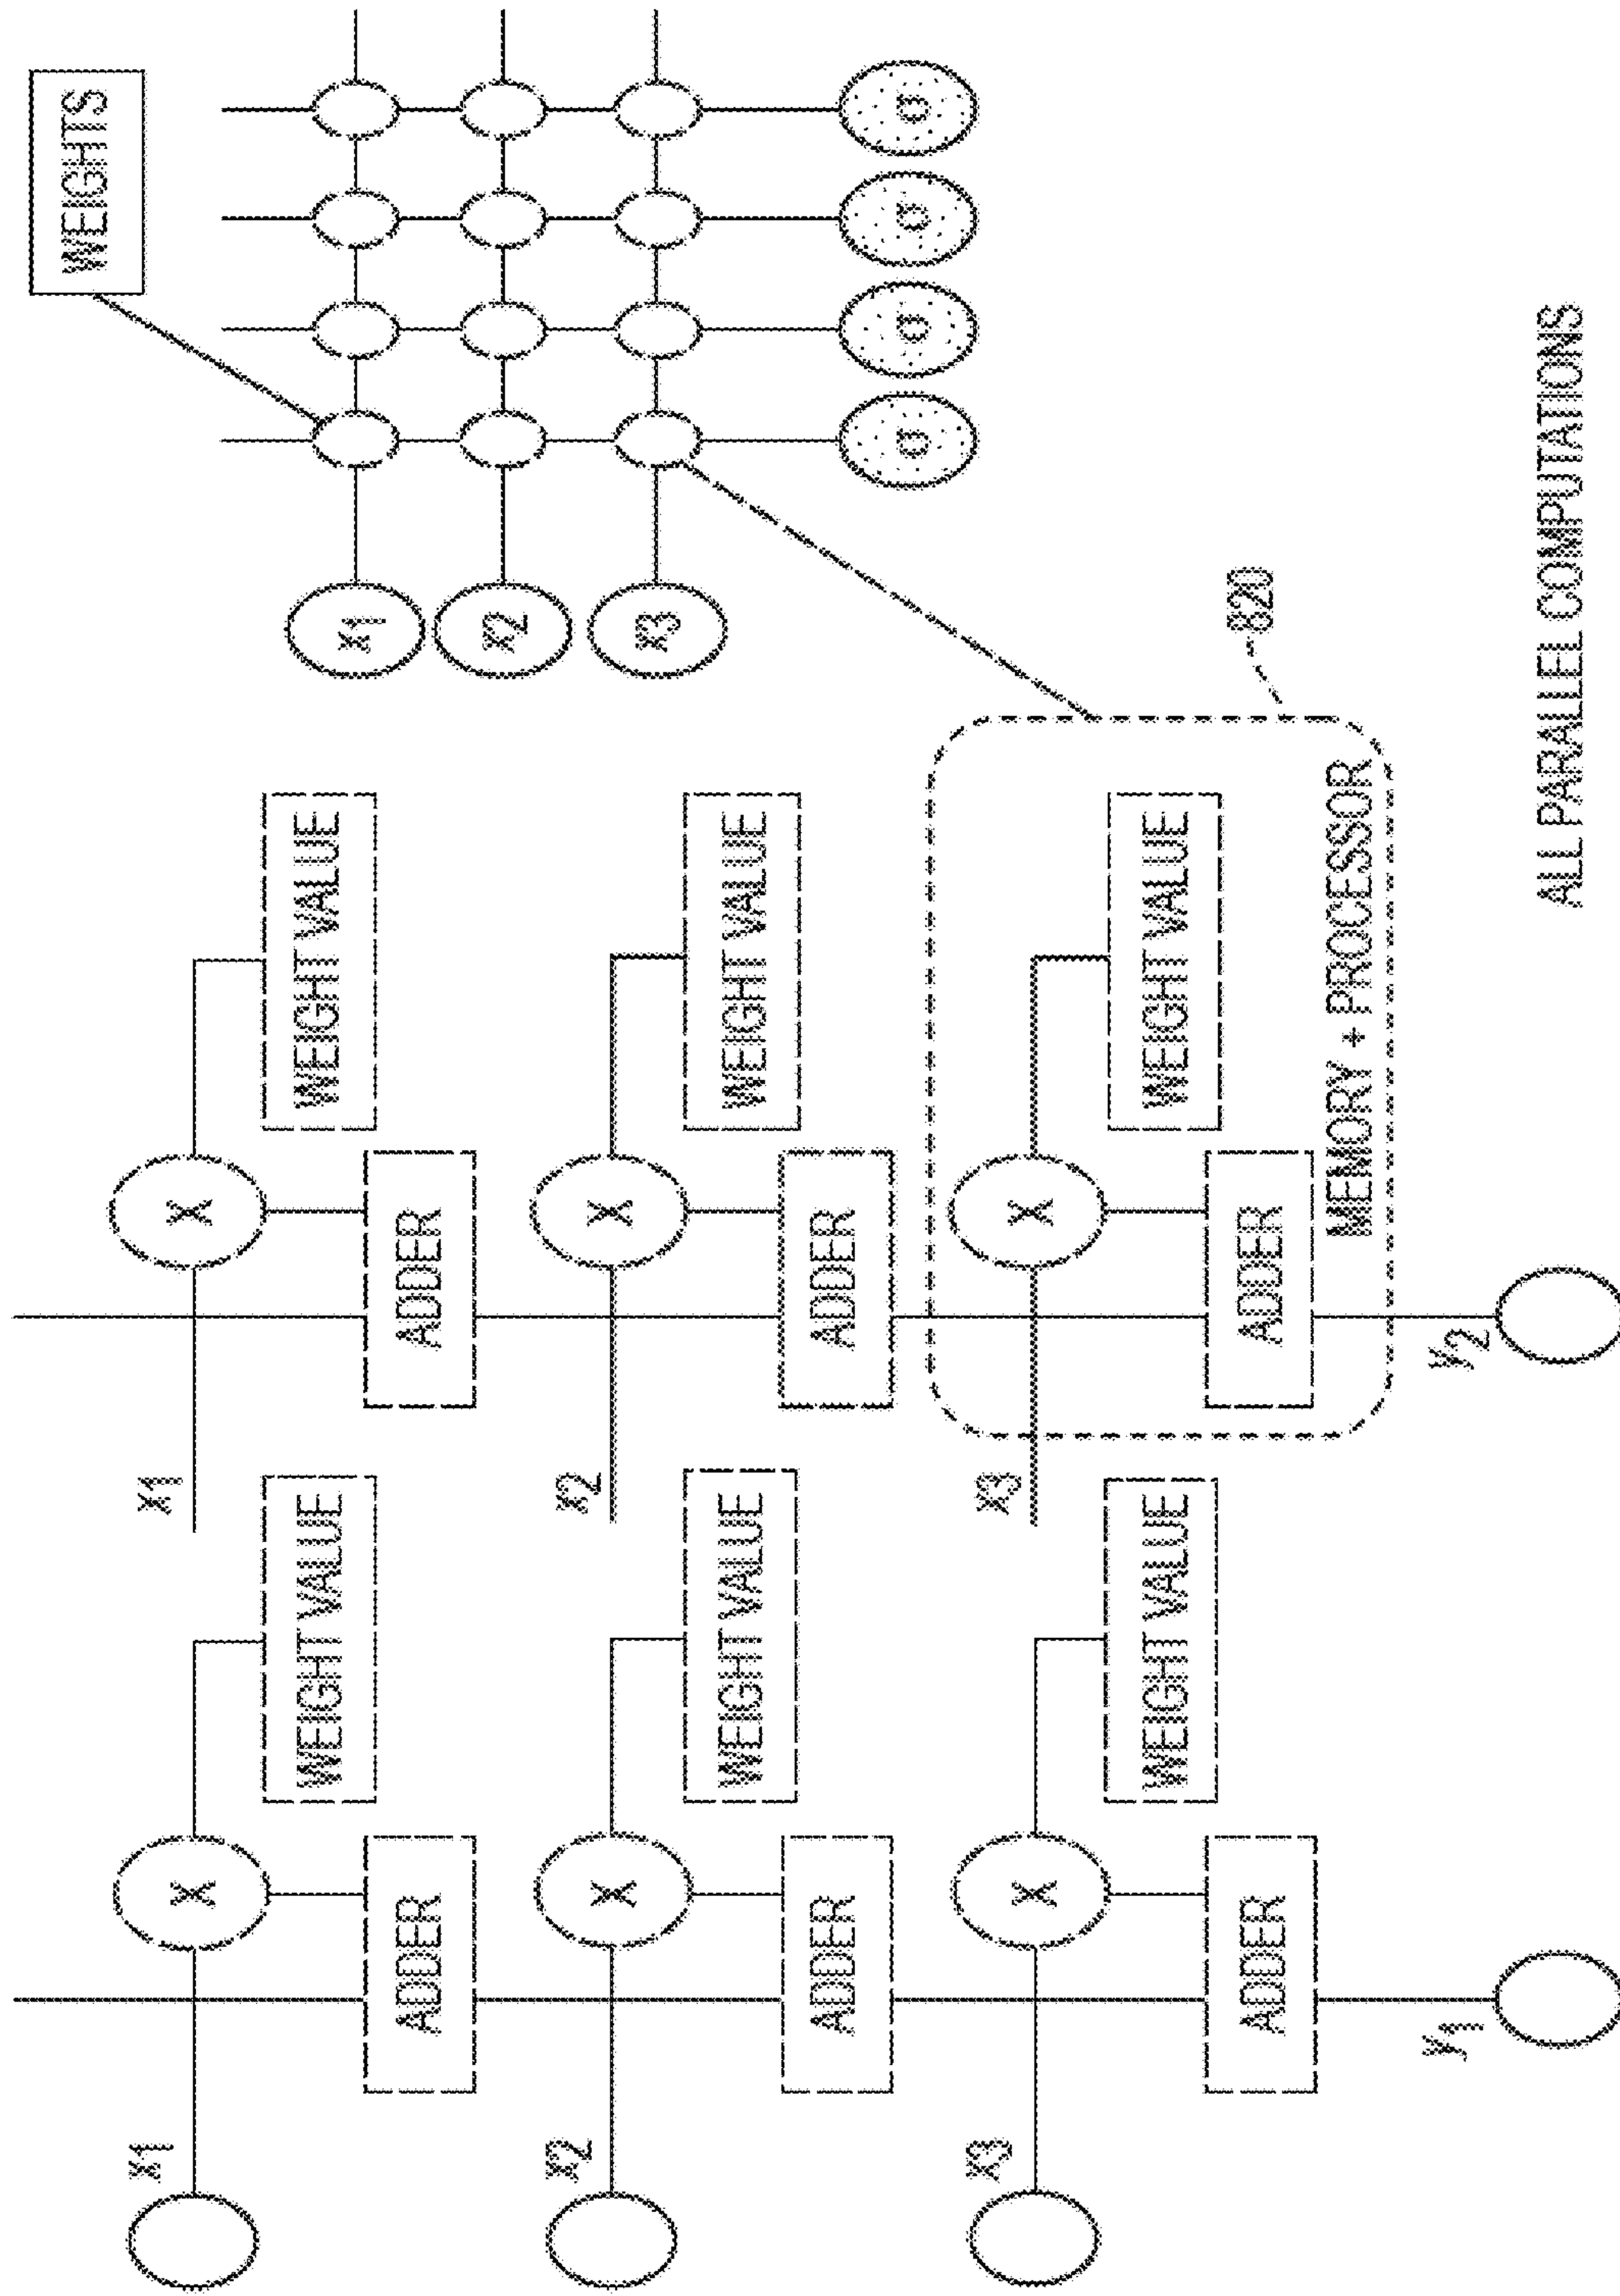 WEIGHTS
x1
x2
x3
σ σ σ σ
x1
X
WEIGHT VALUE
ADDER
x1
X
WEIGHT VALUE
ADDER
x2
X
WEIGHT VALUE
ADDER
x2
X
WEIGHT VALUE
ADDER
x3
X
WEIGHT VALUE
ADDER
x3
X
WEIGHT VALUE
ADDER
MEMORY + PROCESSOR
820
y1
y2
ALL PARALLEL COMPUTATIONS